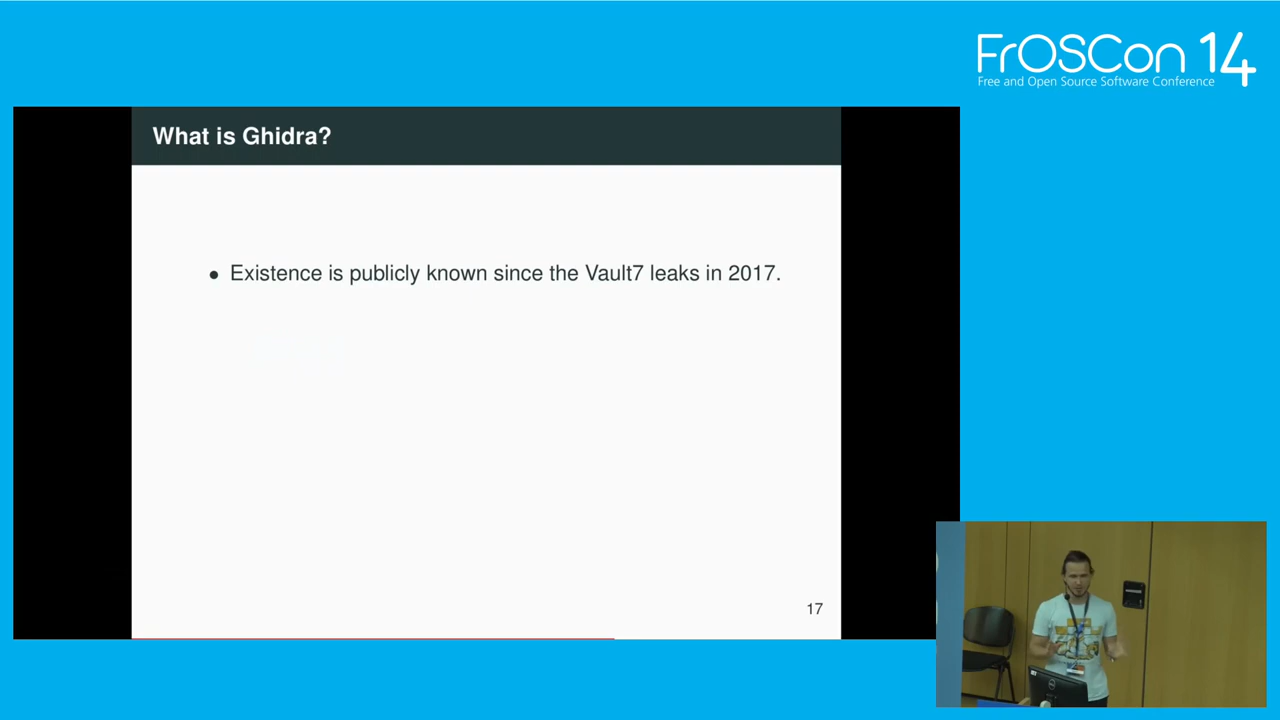 FrOSCon 14
Free and Open Source Software Conference
What is Ghidra?
• Existence is publicly known since the Vault7 leaks in 2017.
17